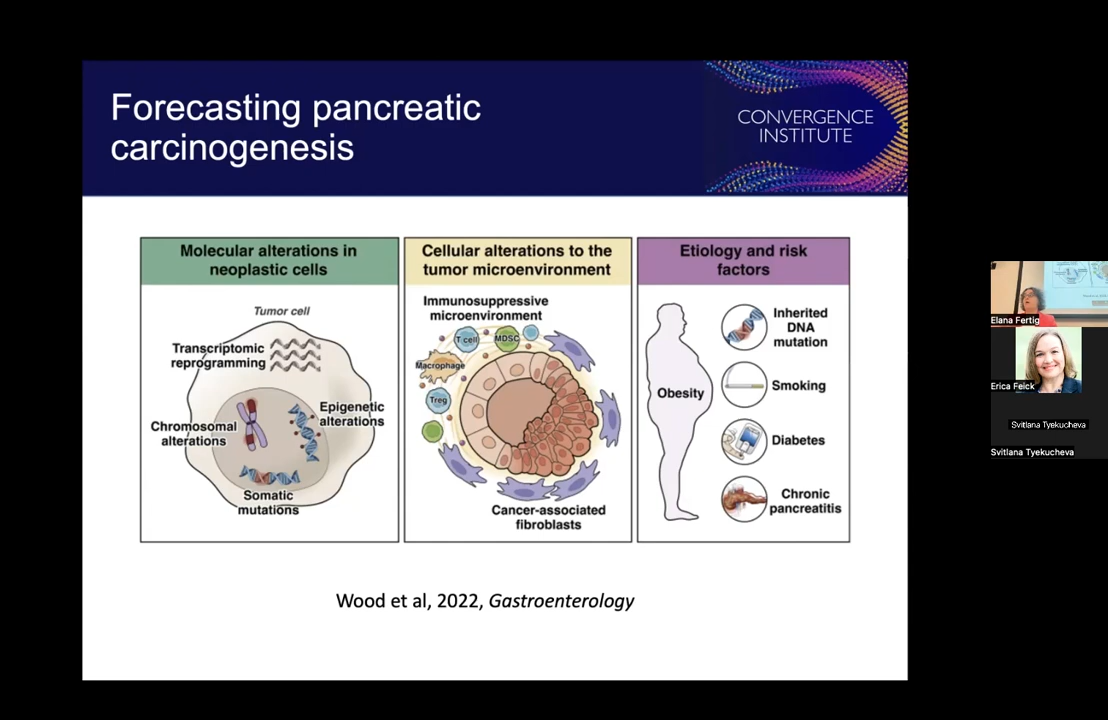 Forecasting pancreatic
carcinogenesis
CONVERGENCE
INSTITUTE
Molecular alterations in
neoplastic cells
Tumor cell
Transcriptomic
reprogramming
Chromosomal
alterations
Epigenetic
alterations
Somatic
mutations
Cellular alterations to the
tumor microenvironment
Immunosuppressive
microenvironment
T cell
MDSC
Macrophage
Treg
Cancer-associated
fibroblasts
Etiology and risk
factors
Obesity
Inherited
DNA
mutation
Smoking
Diabetes
Chronic
pancreatitis
Wood et al, 2022, Gastroenterology
Elana Fertig
Erica Feick
Svitlana Tyekucheva
Svitlana Tyekucheva